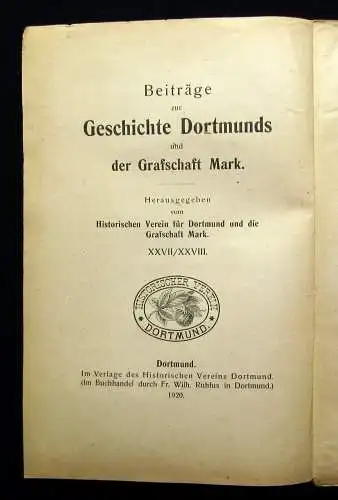 Beiträge
zur
Geschichte Dortmunds
und
der Grafschaft Mark.
Herausgegeben
vom
Historischen Verein für Dortmund und die
Grafschaft Mark.
XXVII/XXVIII.
HISTORISCHER VEREIN
* DORTMUND. *
Dortmund.
Im Verlage des Historischen Vereins Dortmund.
(Im Buchhandel durch Fr. Wilh. Ruhfus in Dortmund.)
1920.